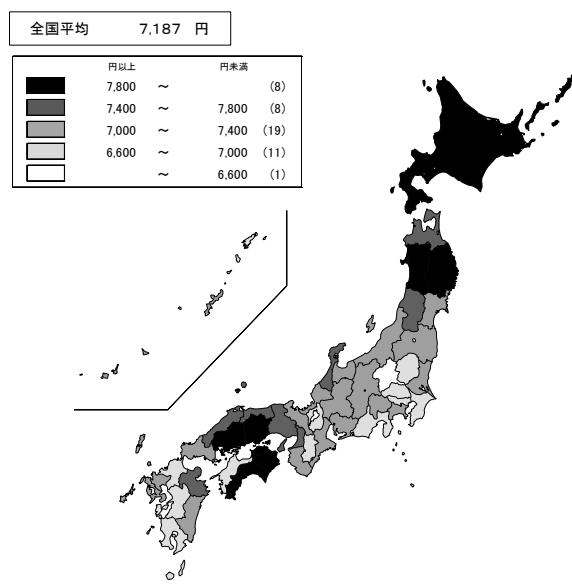 全国平均 7,187 円
円以上 円未満
7,800 ～ (8)
7,400 ～ 7,800 (8)
7,000 ～ 7,400 (19)
6,600 ～ 7,000 (11)
～ 6,600 (1)